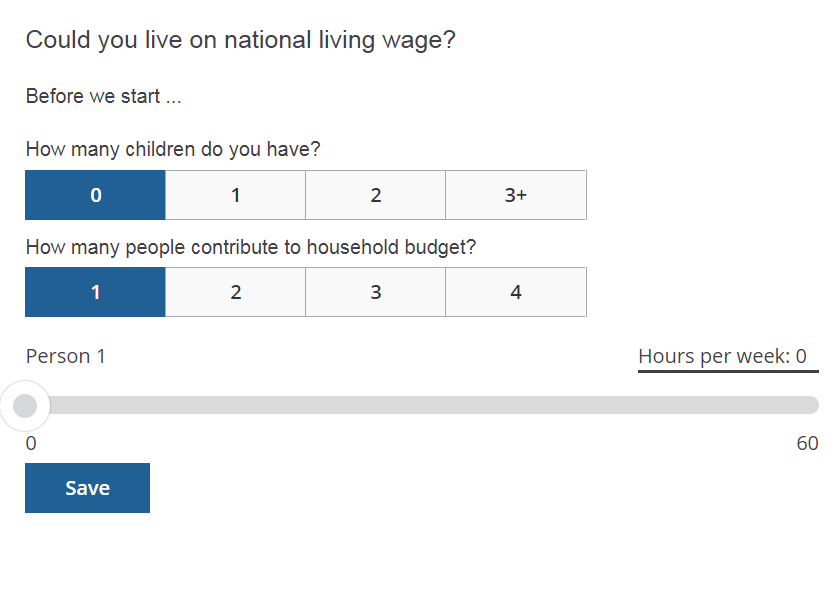 Could you live on national living wage?
Before we start ...
How many children do you have?
0 1 2 3+
How many people contribute to household budget?
1 2 3 4
Person 1 Hours per week: 0
0 60
Save